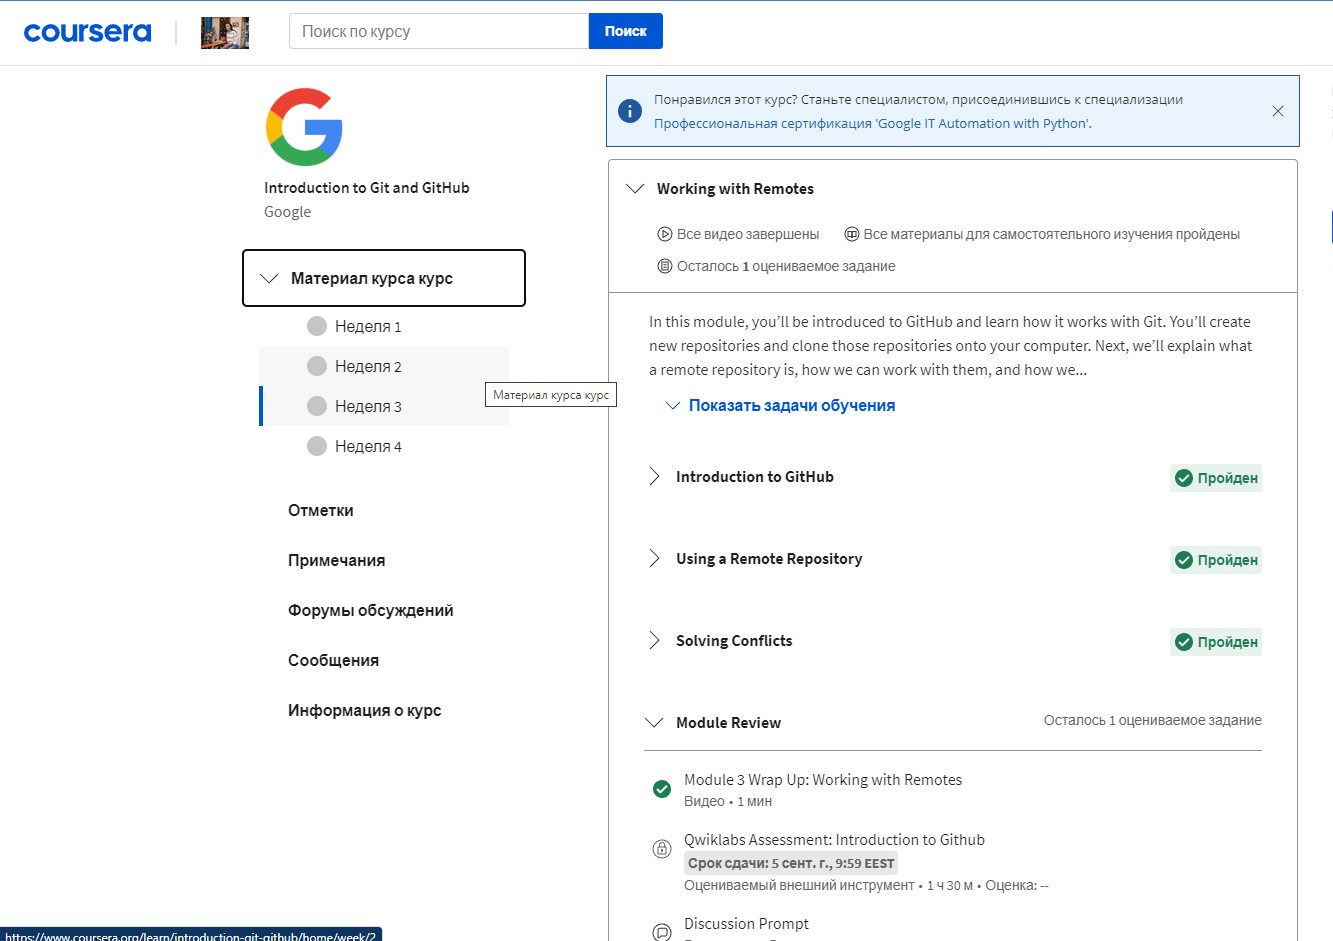 coursera
Поиск по курсу
Поиск
Понравился этот курс? Станьте специалистом, присоединившись к специализации
Профессиональная сертификация 'Google IT Automation with Python'.
Introduction to Git and GitHub
Google
Материал курса курс
Неделя 1
Неделя 2
Неделя 3
Неделя 4
Материал курса курс
Отметки
Примечания
Форумы обсуждений
Сообщения
Информация о курс
Working with Remotes
Все видео завершены
Все материалы для самостоятельного изучения пройдены
Осталось 1 оцениваемое задание
In this module, you’ll be introduced to GitHub and learn how it works with Git. You’ll create
new repositories and clone those repositories onto your computer. Next, we’ll explain what
a remote repository is, how we can work with them, and how we...
Показать задачи обучения
Introduction to GitHub
Пройден
Using a Remote Repository
Пройден
Solving Conflicts
Пройден
Module Review
Осталось 1 оцениваемое задание
Module 3 Wrap Up: Working with Remotes
Видео • 1 мин
Qwiklabs Assessment: Introduction to Github
Срок сдачи: 5 сент. г., 9:59 EEST
Оцениваемый внешний инструмент • 1 ч 30 м • Оценка: --
Discussion Prompt
https://www.coursera.org/learn/introduction-git-github/home/week/2